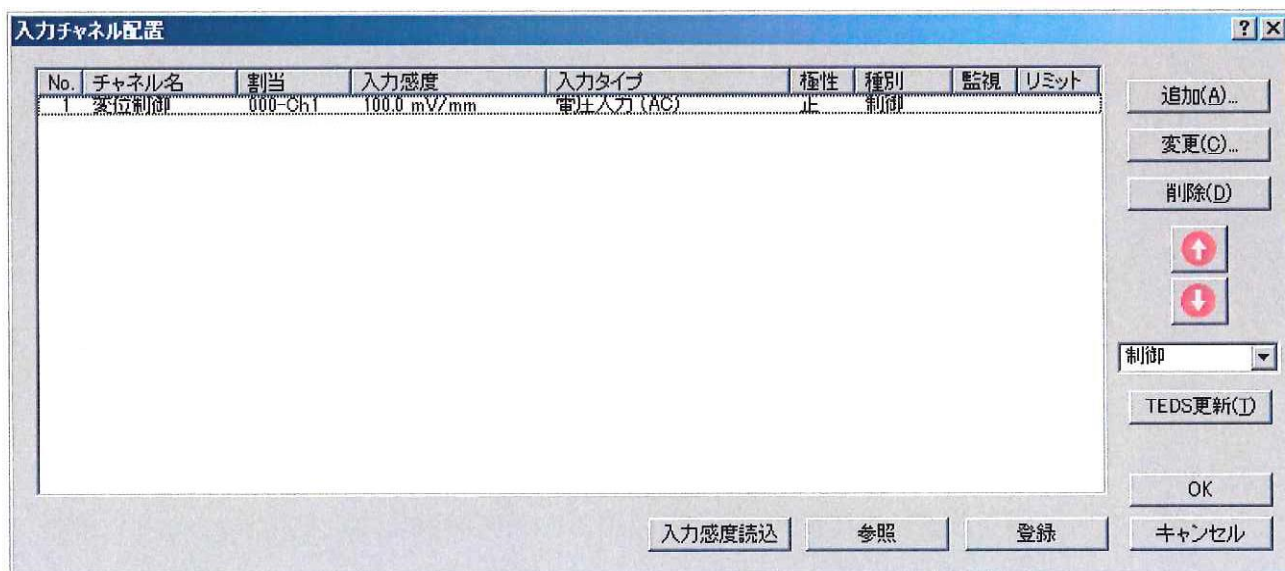 入力チャネル配置
No. チャネル名 割当 入力感度 入力タイプ 極性 種別 監視 リミット
1 変位制御 000-Ch1 100.0 mV/mm 電圧入力 (AC) 正 制御
追加(A)...
変更(C)...
削除(D)
制御
TEDS更新(T)
OK
入力感度読込 参照 登録 キャンセル